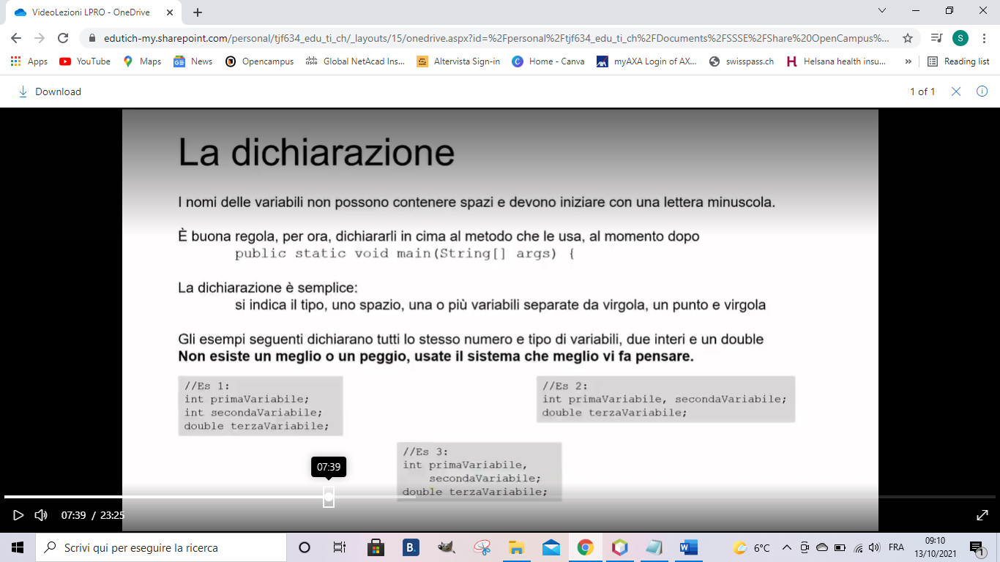 VideoLezioni LPRO - OneDrive
edutich-my.sharepoint.com/personal/tjf634_edu_ti_ch/_layouts/15/onedrive.aspx?id=%2Fpersonal%2Ftjf634_edu_ti_ch%2FDocuments%2FSSSE%2FShare%20OpenCampus%...
S
Apps YouTube Maps News Opencampus Global NetAcad Ins... Altervista Sign-in Home - Canva myAXA Login of AX... swisspass.ch Helsana health insu... » Reading list
Download 1 of 1
La dichiarazione
I nomi delle variabili non possono contenere spazi e devono iniziare con una lettera minuscola.
È buona regola, per ora, dichiararli in cima al metodo che le usa, al momento dopo
public static void main(String[] args) {
La dichiarazione è semplice:
si indica il tipo, uno spazio, una o più variabili separate da virgola, un punto e virgola
Gli esempi seguenti dichiarano tutti lo stesso numero e tipo di variabili, due interi e un double
Non esiste un meglio o un peggio, usate il sistema che meglio vi fa pensare.
//Es 1:
int primaVariabile;
int secondaVariabile;
double terzaVariabile;
//Es 2:
int primaVariabile, secondaVariabile;
double terzaVariabile;
//Es 3:
int primaVariabile,
secondaVariabile;
double terzaVariabile;
07:39
07:39 / 23:25
Scrivi qui per eseguire la ricerca
B.
6°C
FRA
09:10
13/10/2021
1